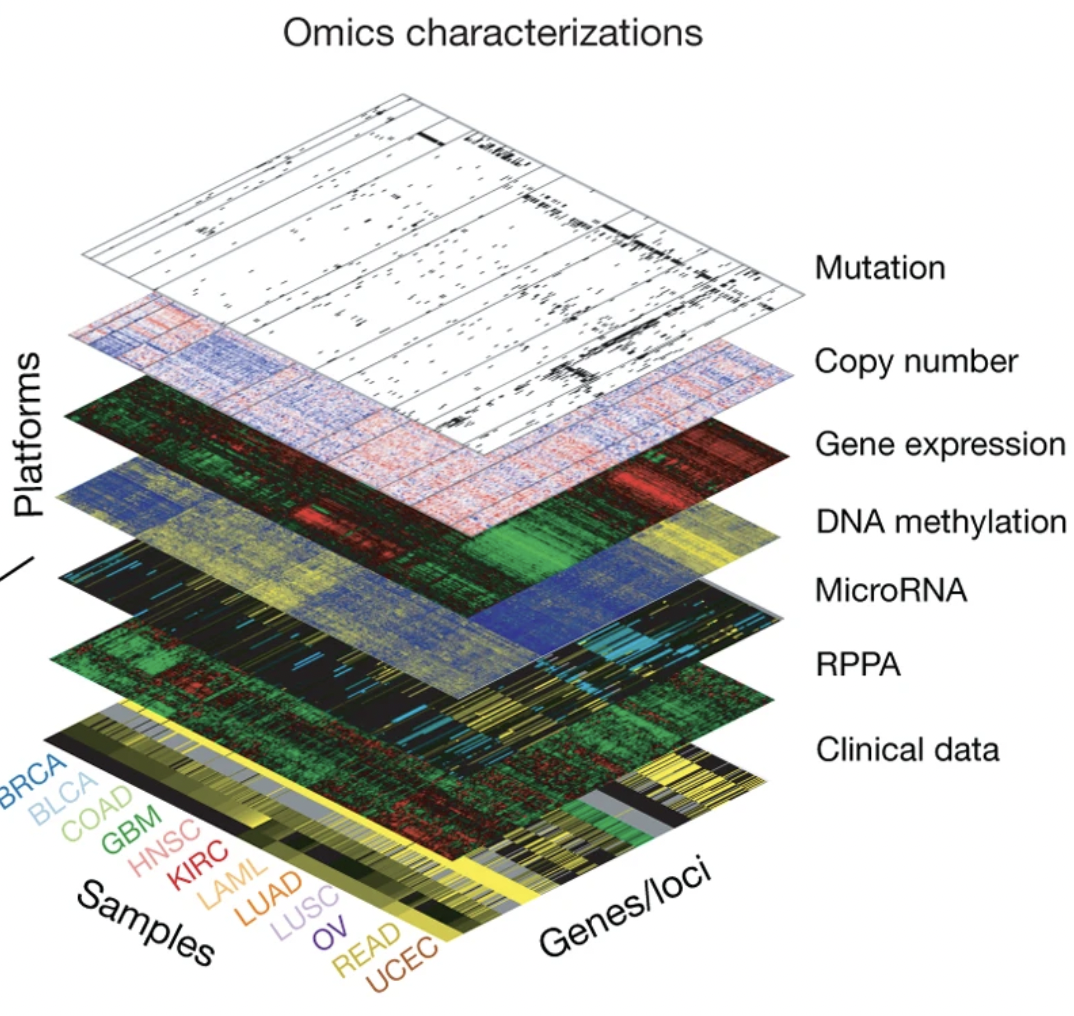 Omics characterizations
Mutation
Copy number
Gene expression
DNA methylation
MicroRNA
RPPA
Clinical data
Platforms
BRCA
BLCA
COAD
GBM
HNSC
KIRC
LAML
LUAD
LUSC
OV
READ
UCEC
Samples
Genes/loci